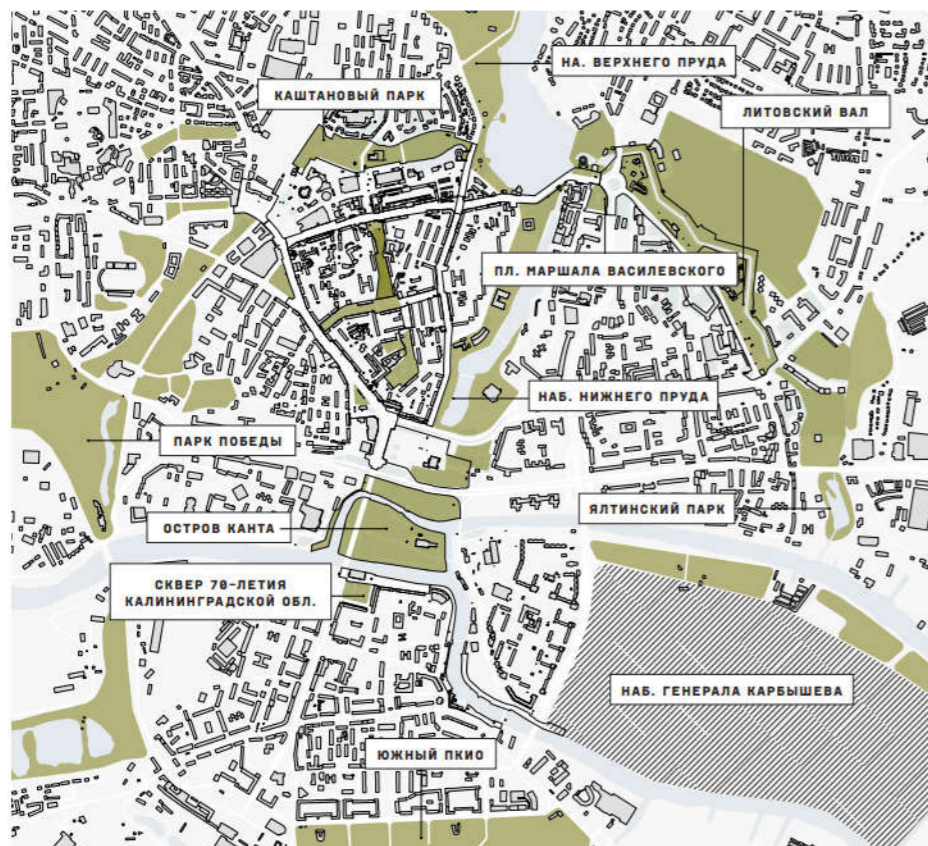 НА. ВЕРХНЕГО ПРУДА
КАШТАНОВЫЙ ПАРК
ЛИТОВСКИЙ ВАЛ
ПЛ. МАРШАЛА ВАСИЛЕВСКОГО
НАБ. НИЖНЕГО ПРУДА
ПАРК ПОБЕДЫ
ЯЛТИНСКИЙ ПАРК
ОСТРОВ КАНТА
СКВЕР 70-ЛЕТИЯ
КАЛИНИНГРАДСКОЙ ОБЛ.
НАБ. ГЕНЕРАЛА КАРБЫШЕВА
ЮЖНЫЙ ПКИО